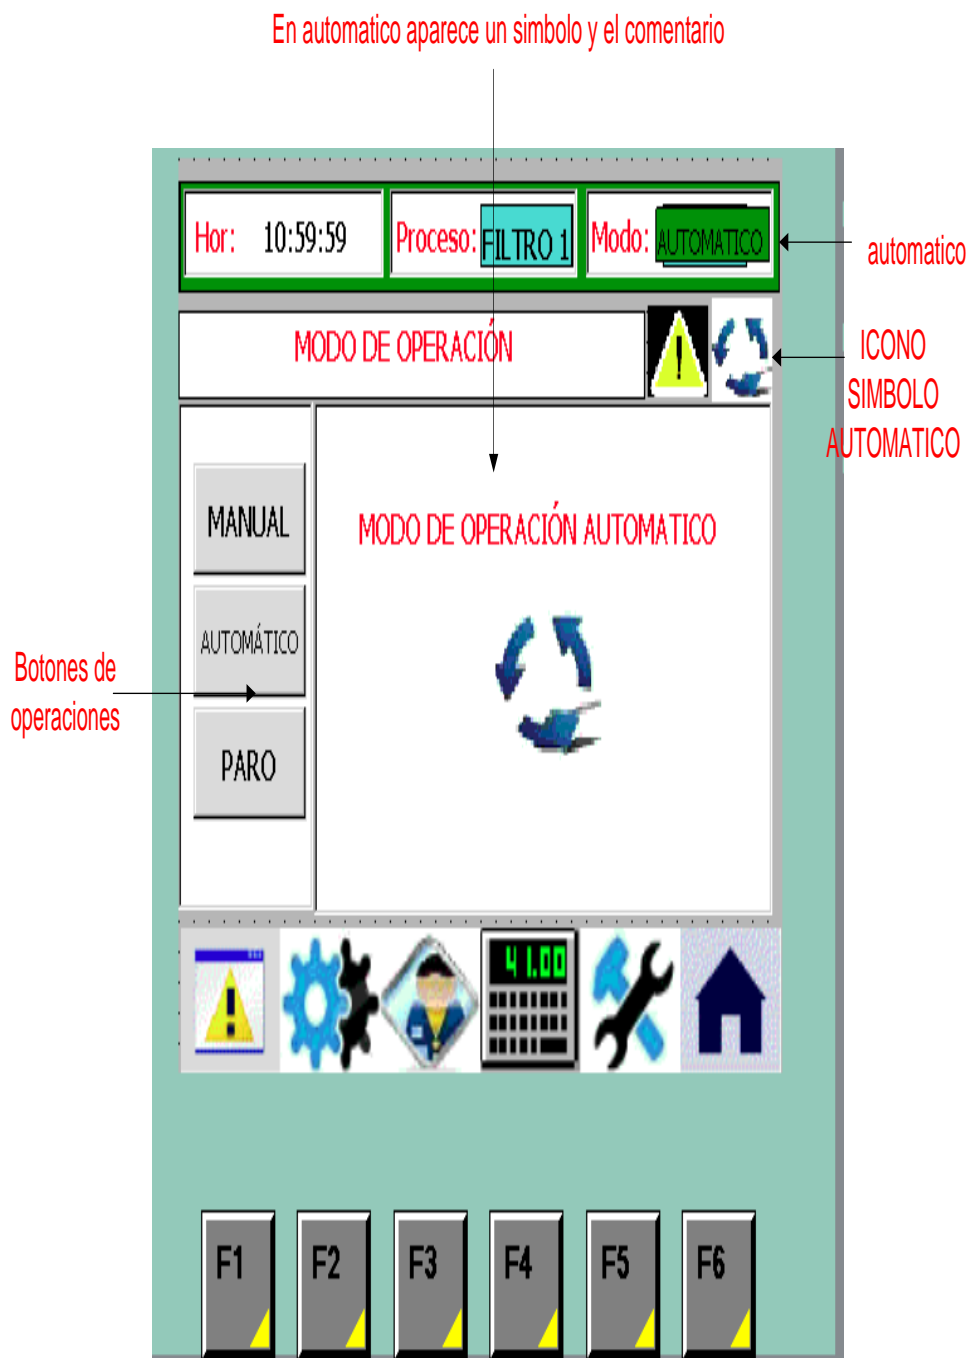 En automatico aparece un simbolo y el comentario
Hor: 10:59:59 Proceso: FILTRO 1 Modo: AUTOMATICO
automatico
MODO DE OPERACIÓN
ICONO
SIMBOLO
AUTOMATICO
MANUAL
MODO DE OPERACIÓN AUTOMATICO
AUTOMÁTICO
Botones de
operaciones
PARO
41.00
F1 F2 F3 F4 F5 F6